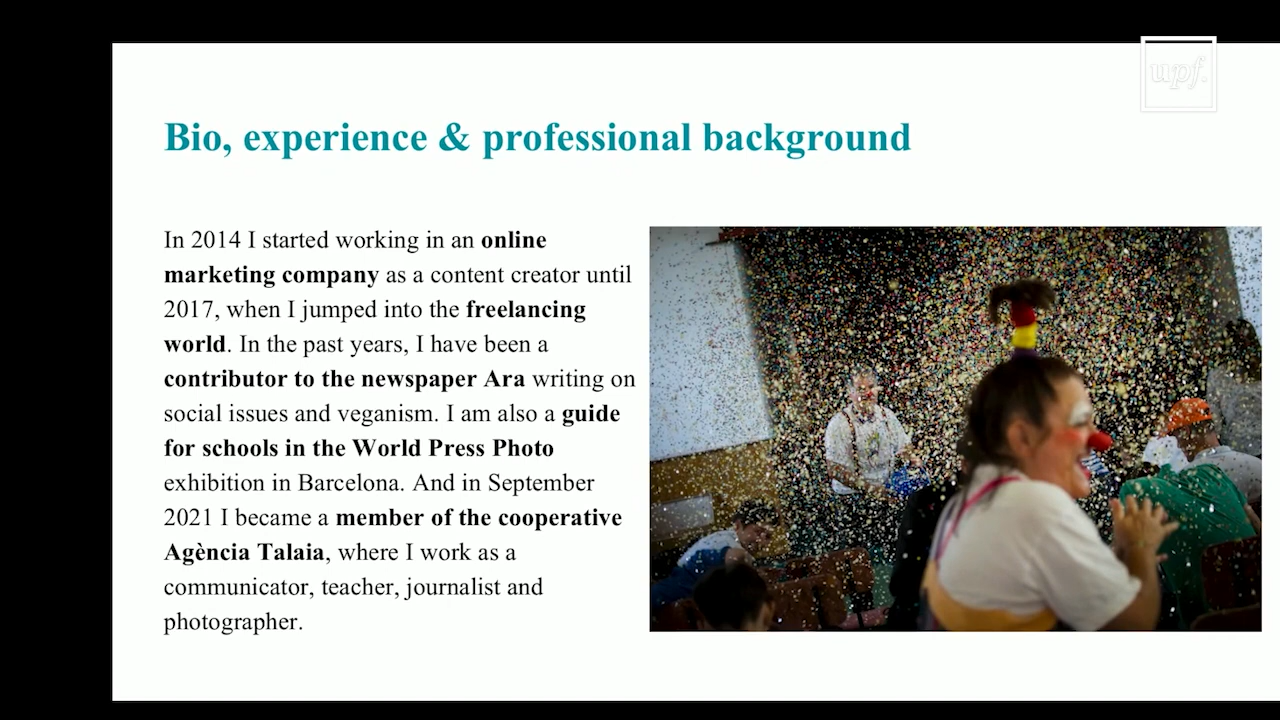 upf.
Bio, experience & professional background
In 2014 I started working in an online
marketing company as a content creator until
2017, when I jumped into the freelancing
world. In the past years, I have been a
contributor to the newspaper Ara writing on
social issues and veganism. I am also a guide
for schools in the World Press Photo
exhibition in Barcelona. And in September
2021 I became a member of the cooperative
Agència Talaia, where I work as a
communicator, teacher, journalist and
photographer.